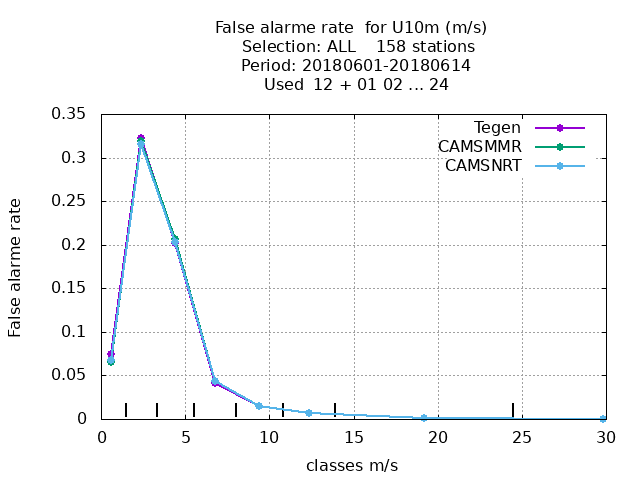 False alarme rate  for U10m (m/s)
Selection: ALL    158 stations
Period: 20180601-20180614
Used  12 + 01 02 ... 24
Tegen
CAMSMMR
CAMSNRT
False alarme rate
0.35
0.3
0.25
0.2
0.15
0.1
0.05
0
0 5 10 15 20 25 30
classes m/s